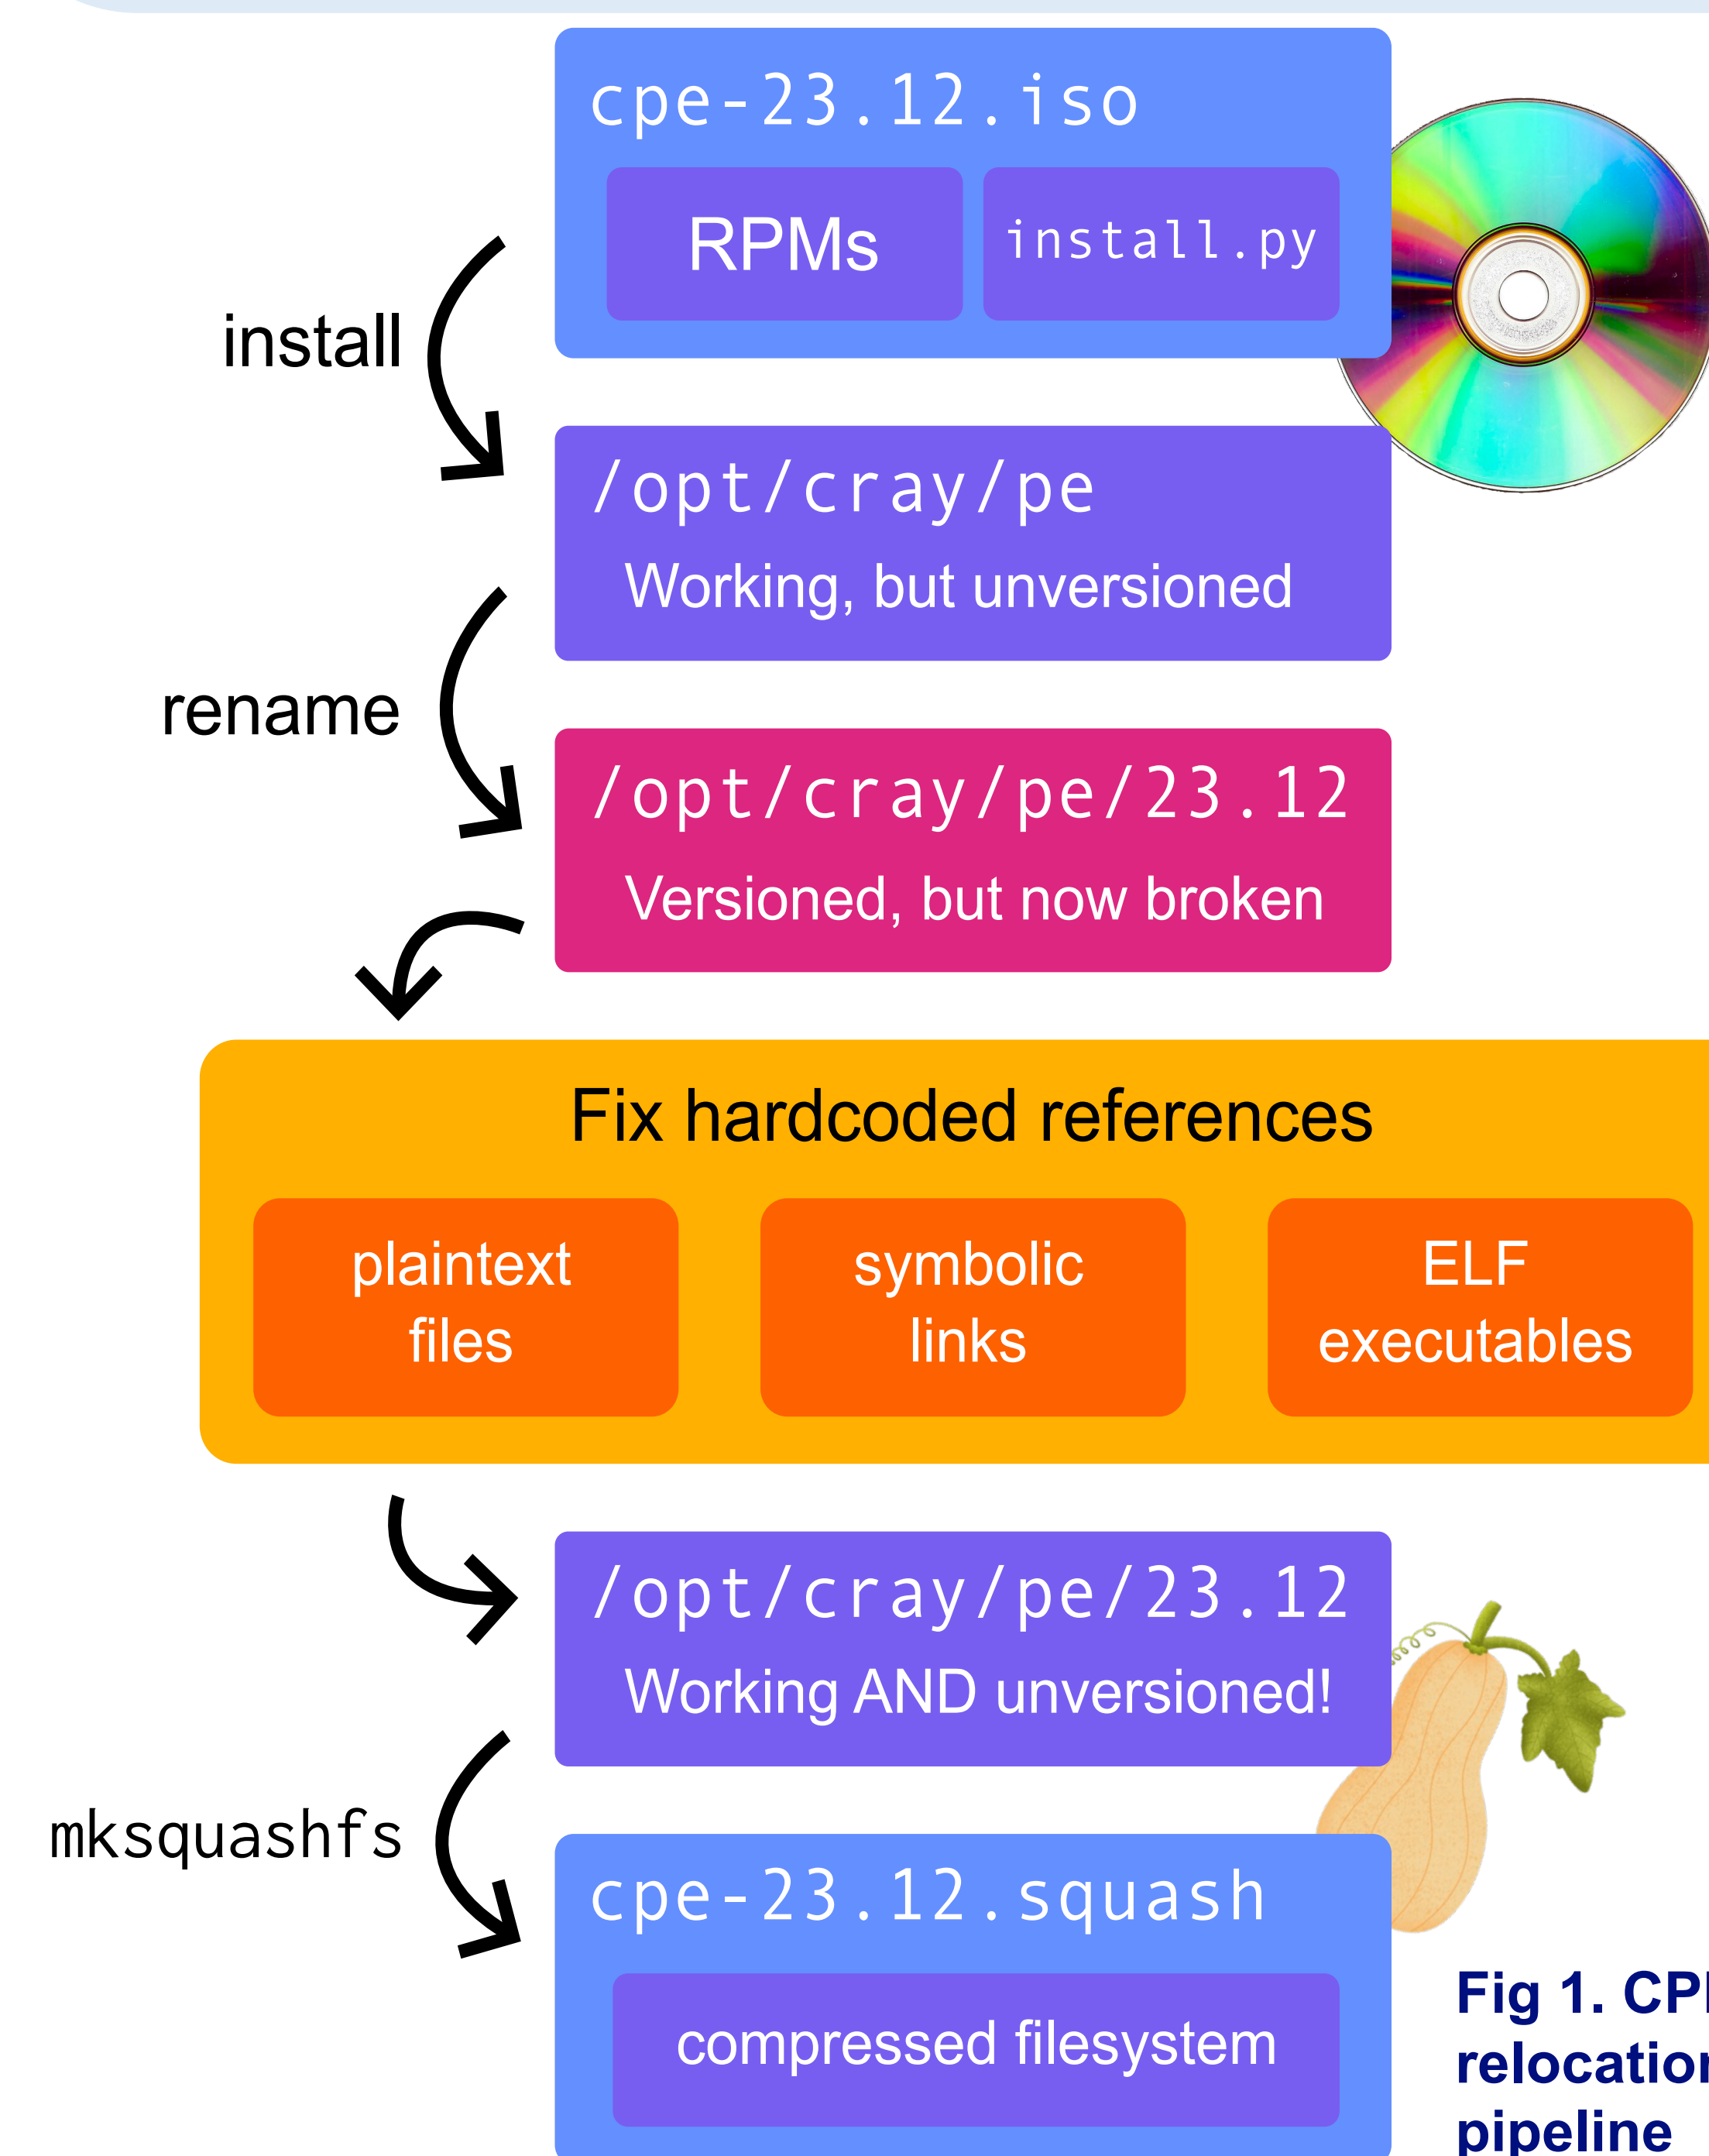 cpe-23.12.iso
RPMs
install.py
install
/opt/cray/pe
Working, but unversioned
rename
/opt/cray/pe/23.12
Versioned, but now broken
Fix hardcoded references
plaintext
files
symbolic
links
ELF
executables
/opt/cray/pe/23.12
Working AND unversioned!
mksquashfs
cpe-23.12.squash
compressed filesystem
Fig 1.
pipeline